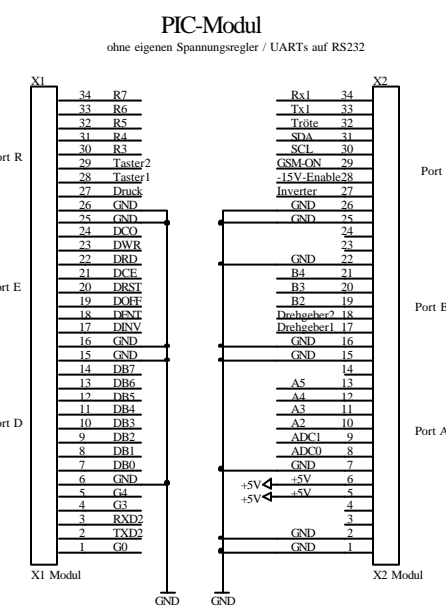 PIC-Modul
ohne eigenen Spannungsregler / UARTs auf RS232
X1
34 R7
33 R6
32 R5
31 R4
30 R3
29 Taster2
28 Taster1
27 Druck
26 GND
25 GND
24 DCO
23 DWR
22 DRD
21 DCE
20 DRST
19 DOFF
18 DFNT
17 DINV
16 GND
15 GND
14 DB7
13 DB6
12 DB5
11 DB4
10 DB3
9 DB2
8 DB1
7 DB0
6 GND
5 G4
4 G3
3 RXD2
2 TXD2
1 G0
X1 Modul
ort R
ort E
ort D
GND
X2
Rx1 34
Tx1 33
Tröte 32
SDA 31
SCL 30
GSM-ON 29
-15V-Enable 28
Inverter 27
GND 26
GND 25
24
23
GND 22
B4 21
B3 20
B2 19
Drehgeber2 18
Drehgeber1 17
GND 16
GND 15
14
A5 13
A4 12
A3 11
A2 10
ADC1 9
ADC0 8
GND 7
+5V +5V 6
+5V +5V 5
4
3
GND 2
GND 1
X2 Modul
Port
Port B
Port A
GND